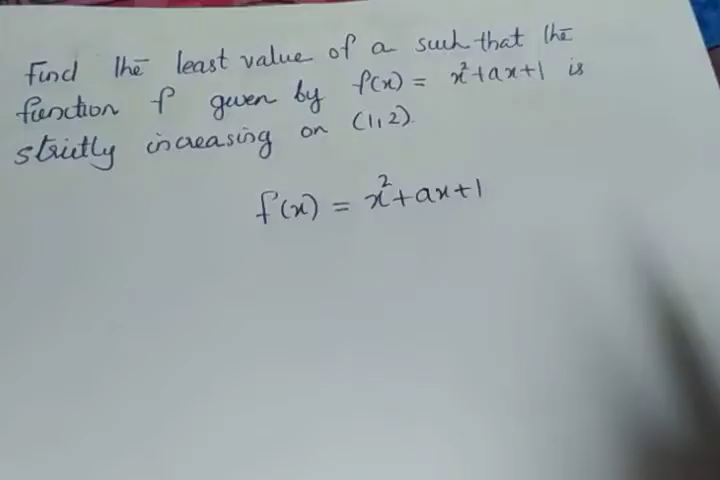 Find the least value of a such that the
function f given by f(x) = x²+ax+1 is
strictly increasing on (1,2).
f(x) = x²+ax+1